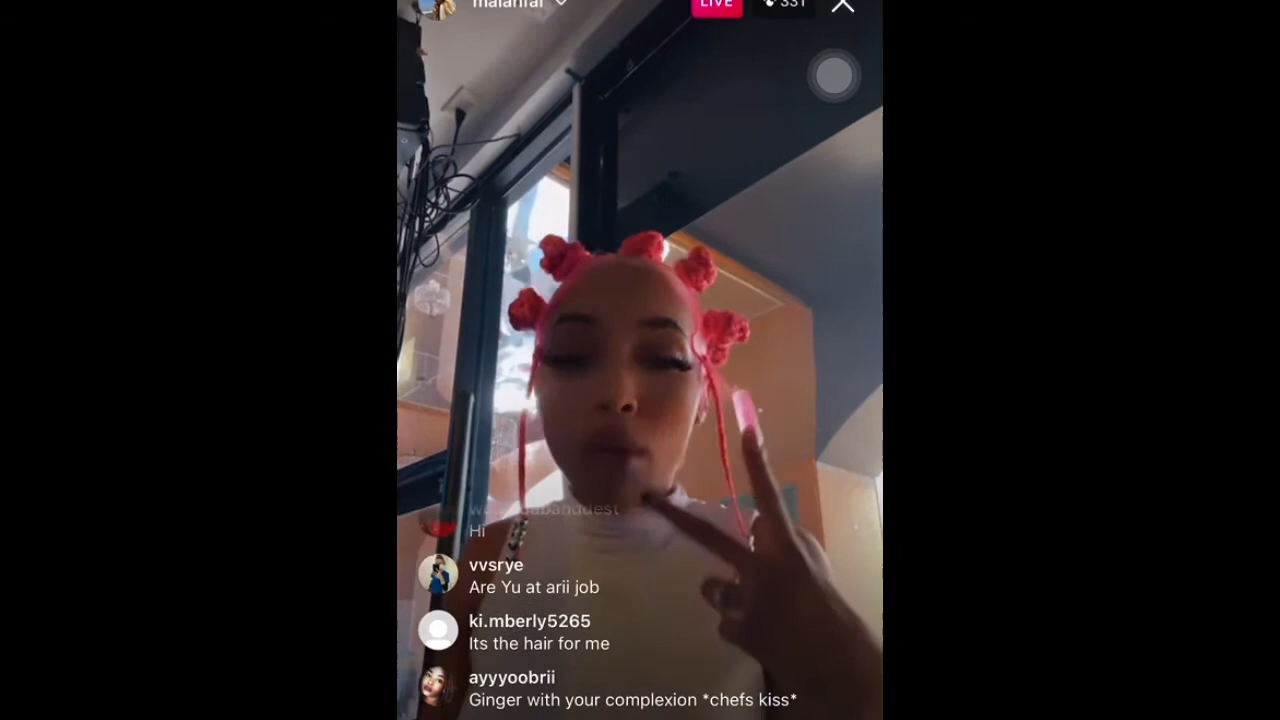 LIVE
331
Hi
vvsrye
Are Yu at arii job
ki.mberly5265
Its the hair for me
ayyyoobrii
Ginger with your complexion *chefs kiss*